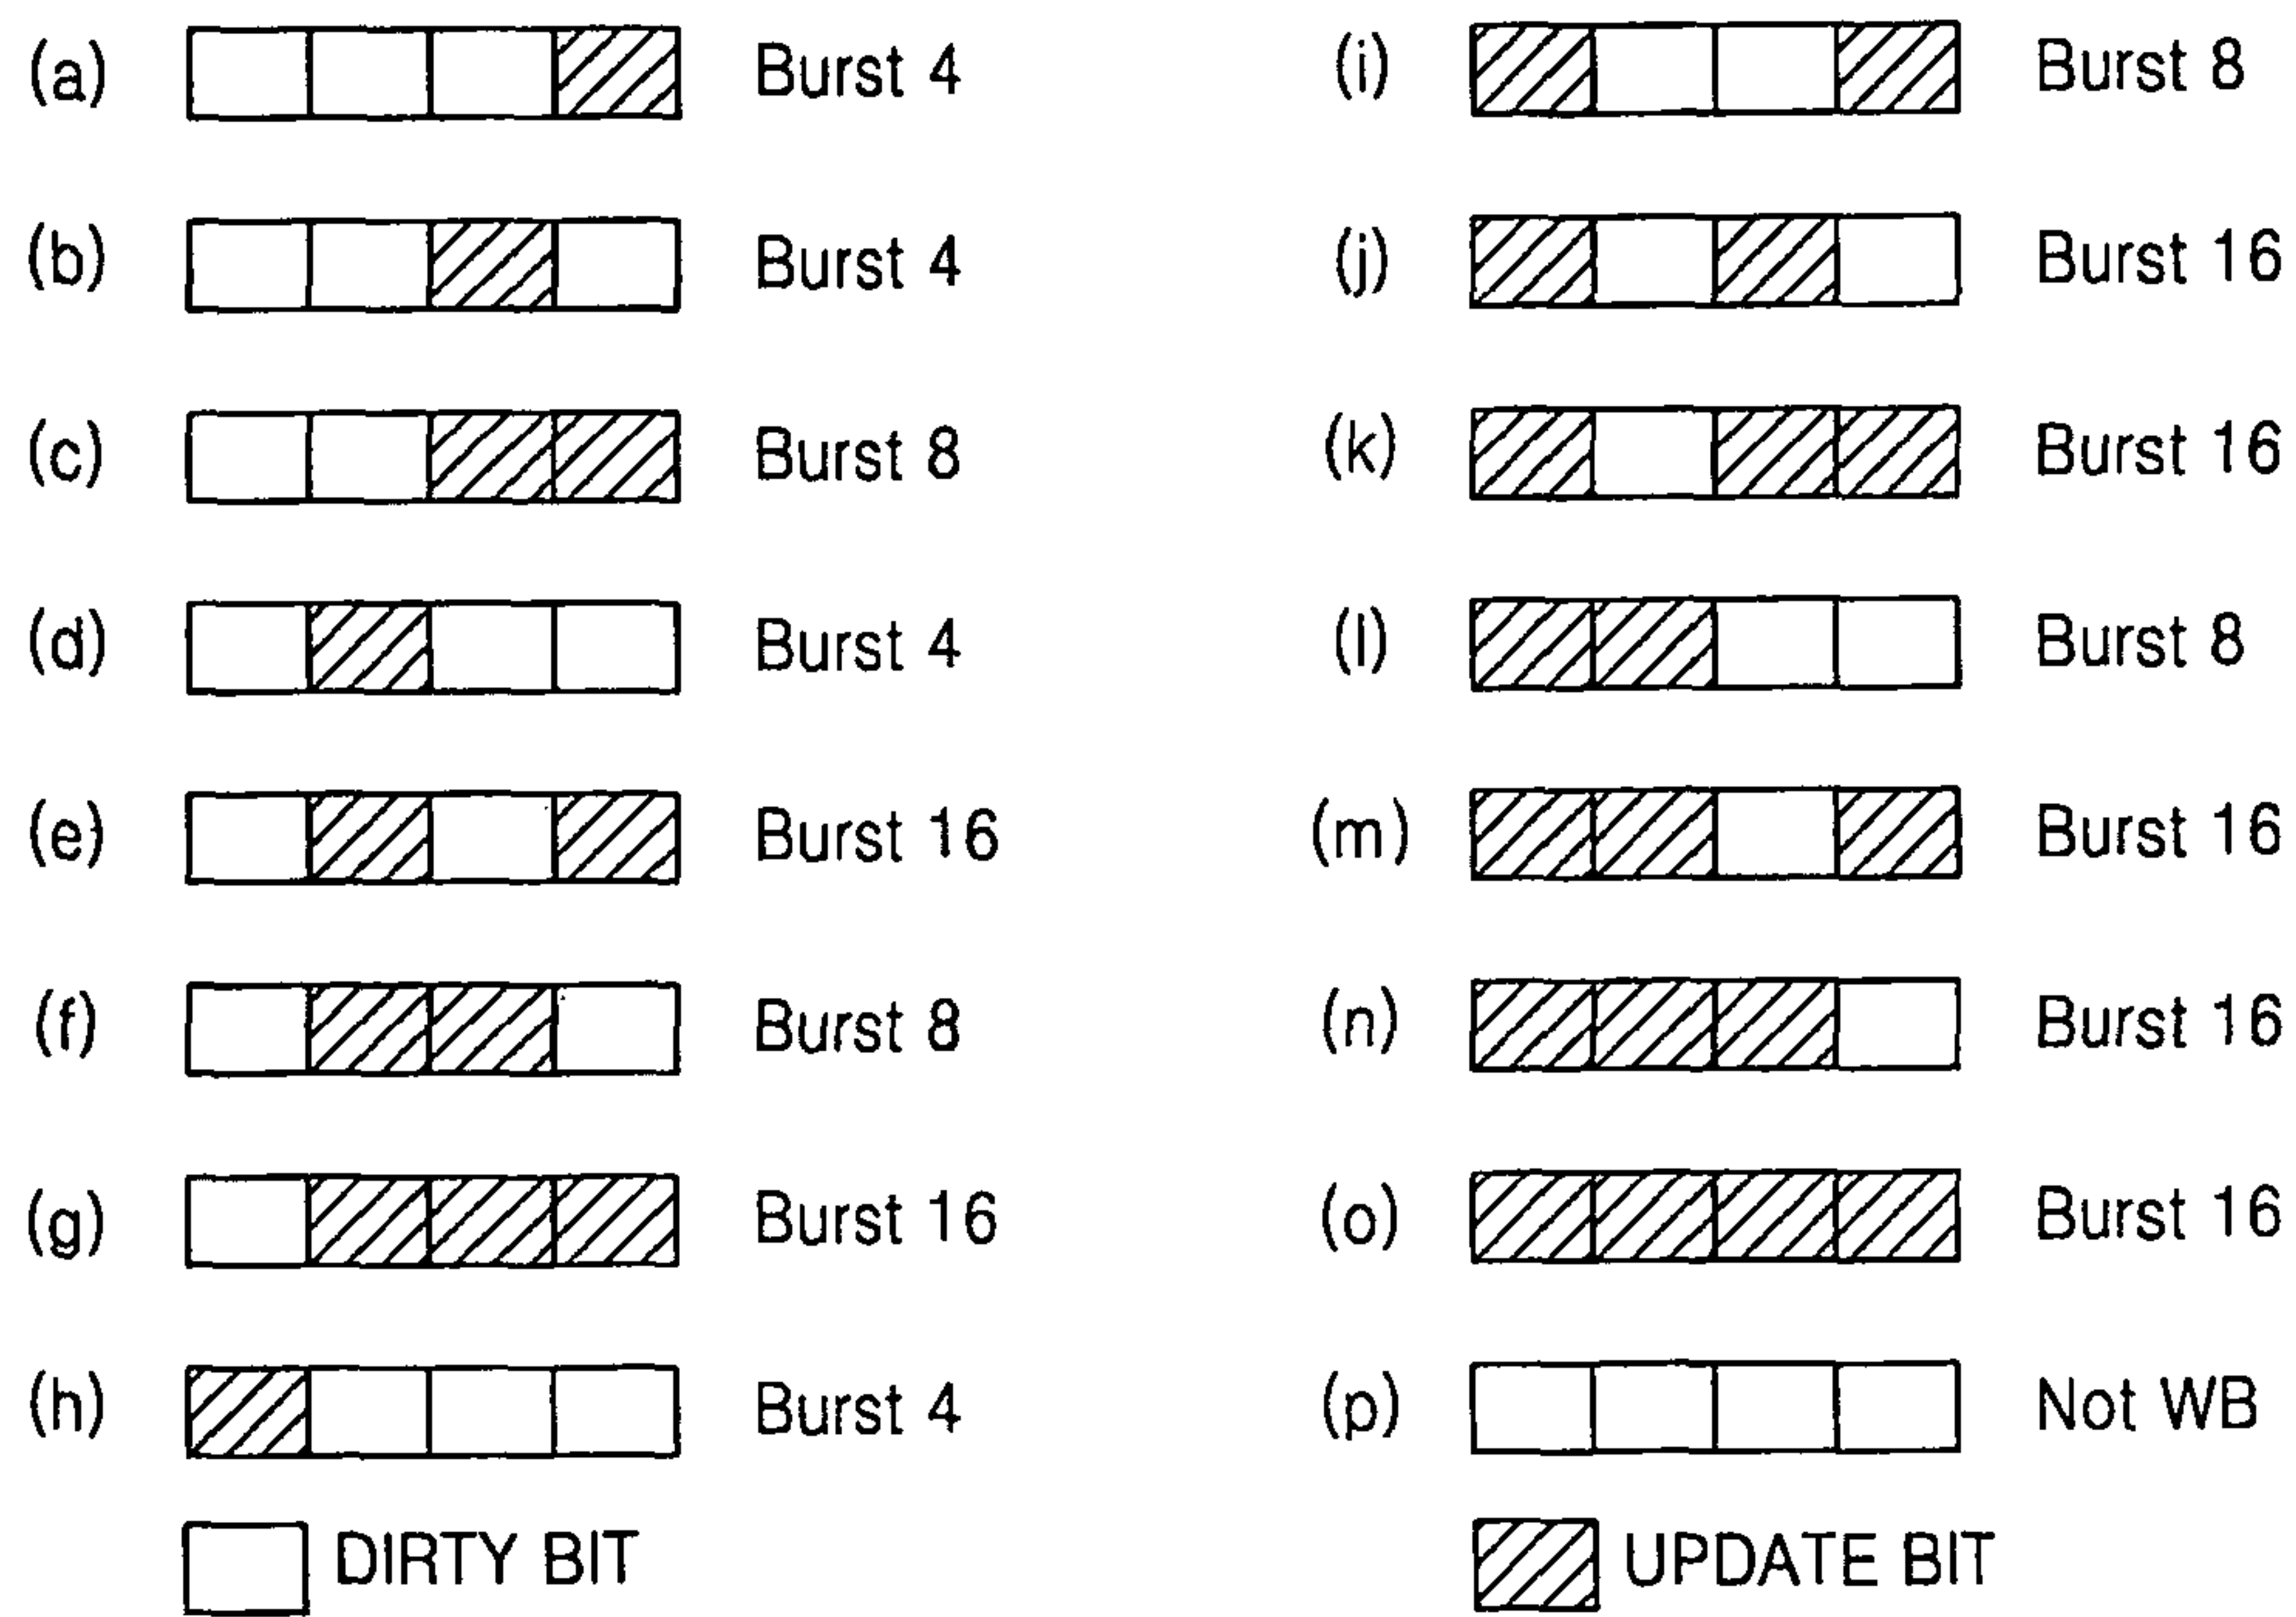 (a) Burst 4
(b) Burst 4
(c) Burst 8
(d) Burst 4
(e) Burst 16
(f) Burst 8
(g) Burst 16
(h) Burst 4
DIRTY BIT
(i) Burst 8
(j) Burst 16
(k) Burst 16
(l) Burst 8
(m) Burst 16
(n) Burst 16
(o) Burst 16
(p) Not WB
UPDATE BIT